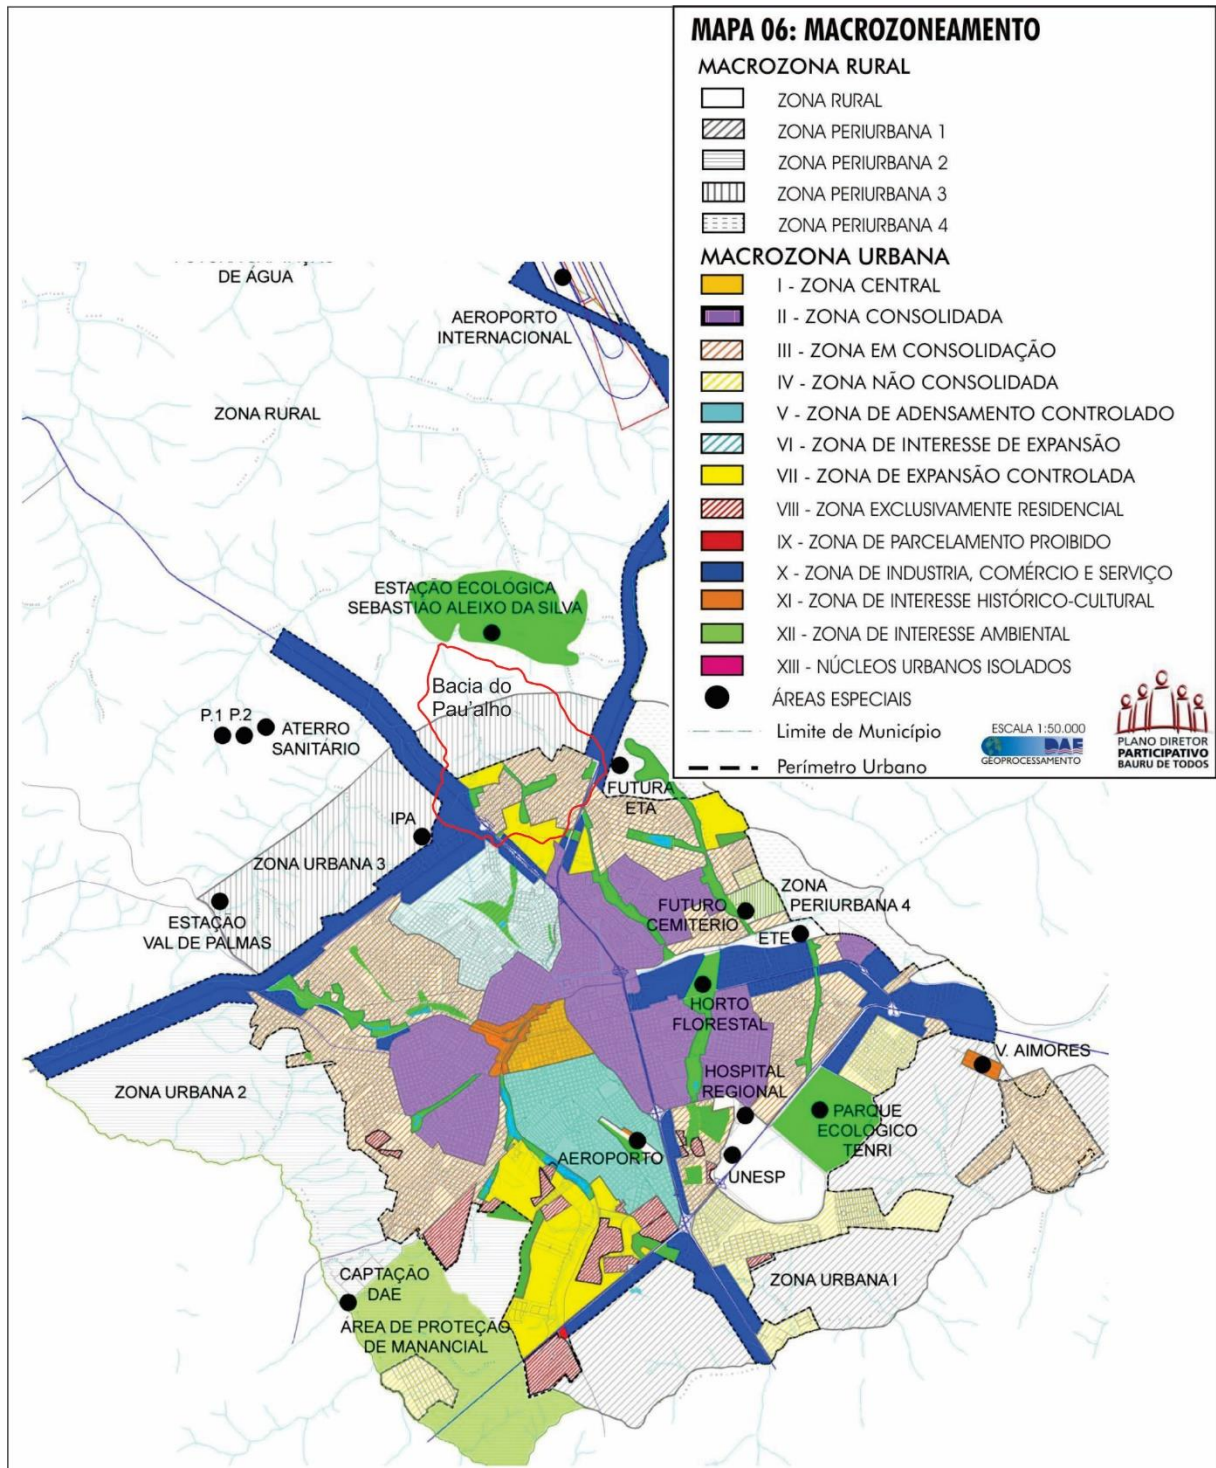 MAPA 06: MACROZONEAMENTO
MACROZONA RURAL
ZONA RURAL
ZONA PERIURBANA 1
ZONA PERIURBANA 2
ZONA PERIURBANA 3
ZONA PERIURBANA 4
MACROZONA URBANA
I - ZONA CENTRAL
II - ZONA CONSOLIDADA
III - ZONA EM CONSOLIDAÇÃO
IV - ZONA NÃO CONSOLIDADA
V - ZONA DE ADENSAMENTO CONTROLADO
VI - ZONA DE INTERESSE DE EXPANSÃO
VII - ZONA DE EXPANSÃO CONTROLADA
VIII - ZONA EXCLUSIVAMENTE RESIDENCIAL
IX - ZONA DE PARCELAMENTO PROIBIDO
X - ZONA DE INDUSTRIA, COMÉRCIO E SERVIÇO
XI - ZONA DE INTERESSE HISTÓRICO-CULTURAL
XII - ZONA DE INTERESSE AMBIENTAL
XIII - NÚCLEOS URBANOS ISOLADOS
ÁREAS ESPECIAIS
Limite de Município
Perímetro Urbano
ESCALA 1:50.000
DAE
GEOPROCESSAMENTO
PLANO DIRETOR
PARTICIPATIVO
BAURU DE TODOS
DE ÁGUA
AEROPORTO
INTERNACIONAL
ZONA RURAL
ESTAÇÃO ECOLÓGICA
SEBASTIÃO ALEIXO DA SILVA
Bacia do
Pau'alho
P.1 P.2
ATERRO
SANITÁRIO
FUTURA
ETA
IPA
ZONA URBANA 3
ESTAÇÃO
VAL DE PALMAS
ZONA
PERIURBANA 4
FUTURO
CEMITÉRIO
ETE
HORTO
FLORESTAL
V. AIMORES
HOSPITAL
REGIONAL
ZONA URBANA 2
PARQUE
ECOLOGICO
TENRI
AEROPORTO
UNESP
ZONA URBANA I
CAPTAÇÃO
DAE
ÁREA DE PROTEÇÃO
DE MANANCIAL